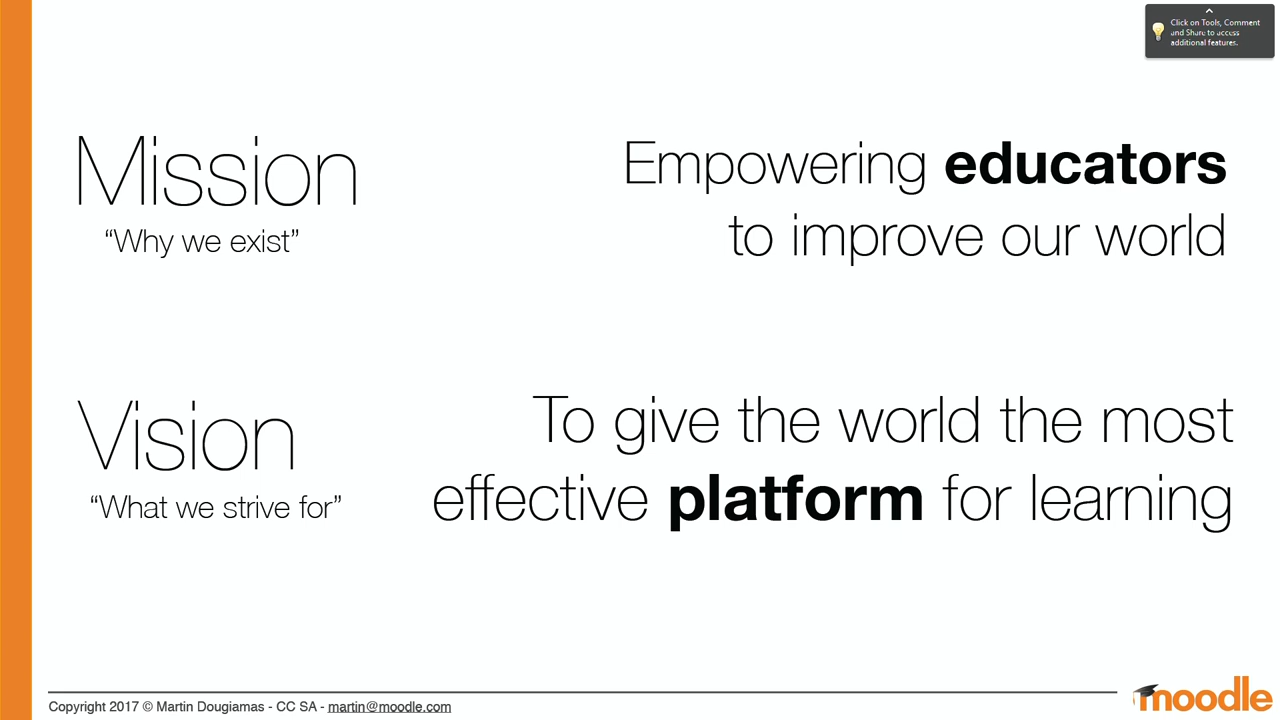 Click on Tools, Comment
and Share to access
additional features.
Mission
“Why we exist”
Empowering educators
to improve our world
Vision
“What we strive for”
To give the world the most
effective platform for learning
Copyright 2017 © Martin Dougiamas - CC SA - martin@moodle.com
moodle